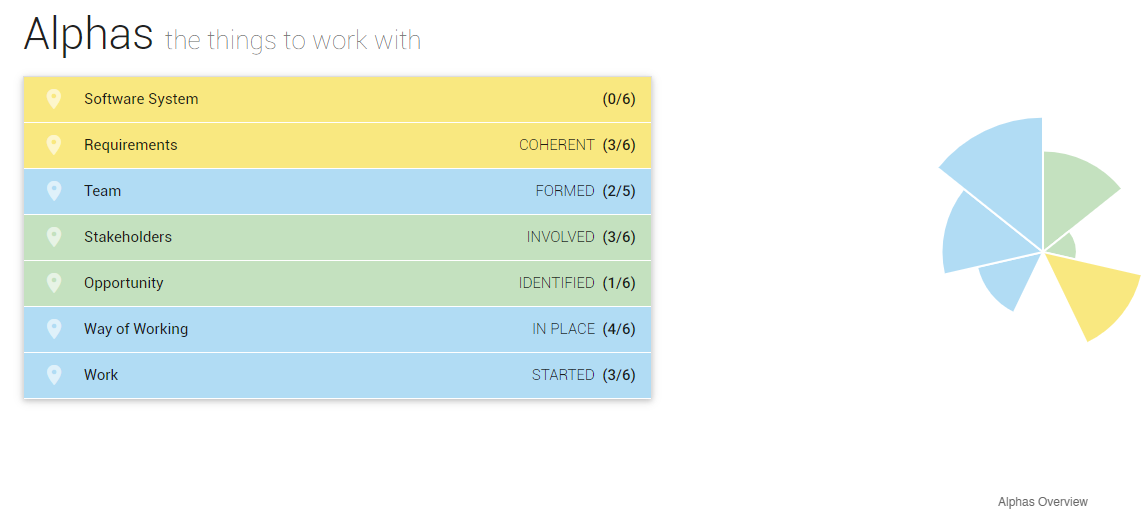 Alphas the things to work with
Software System (0/6)
Requirements COHERENT (3/6)
Team FORMED (2/5)
Stakeholders INVOLVED (3/6)
Opportunity IDENTIFIED (1/6)
Way of Working IN PLACE (4/6)
Work STARTED (3/6)
Alphas Overview